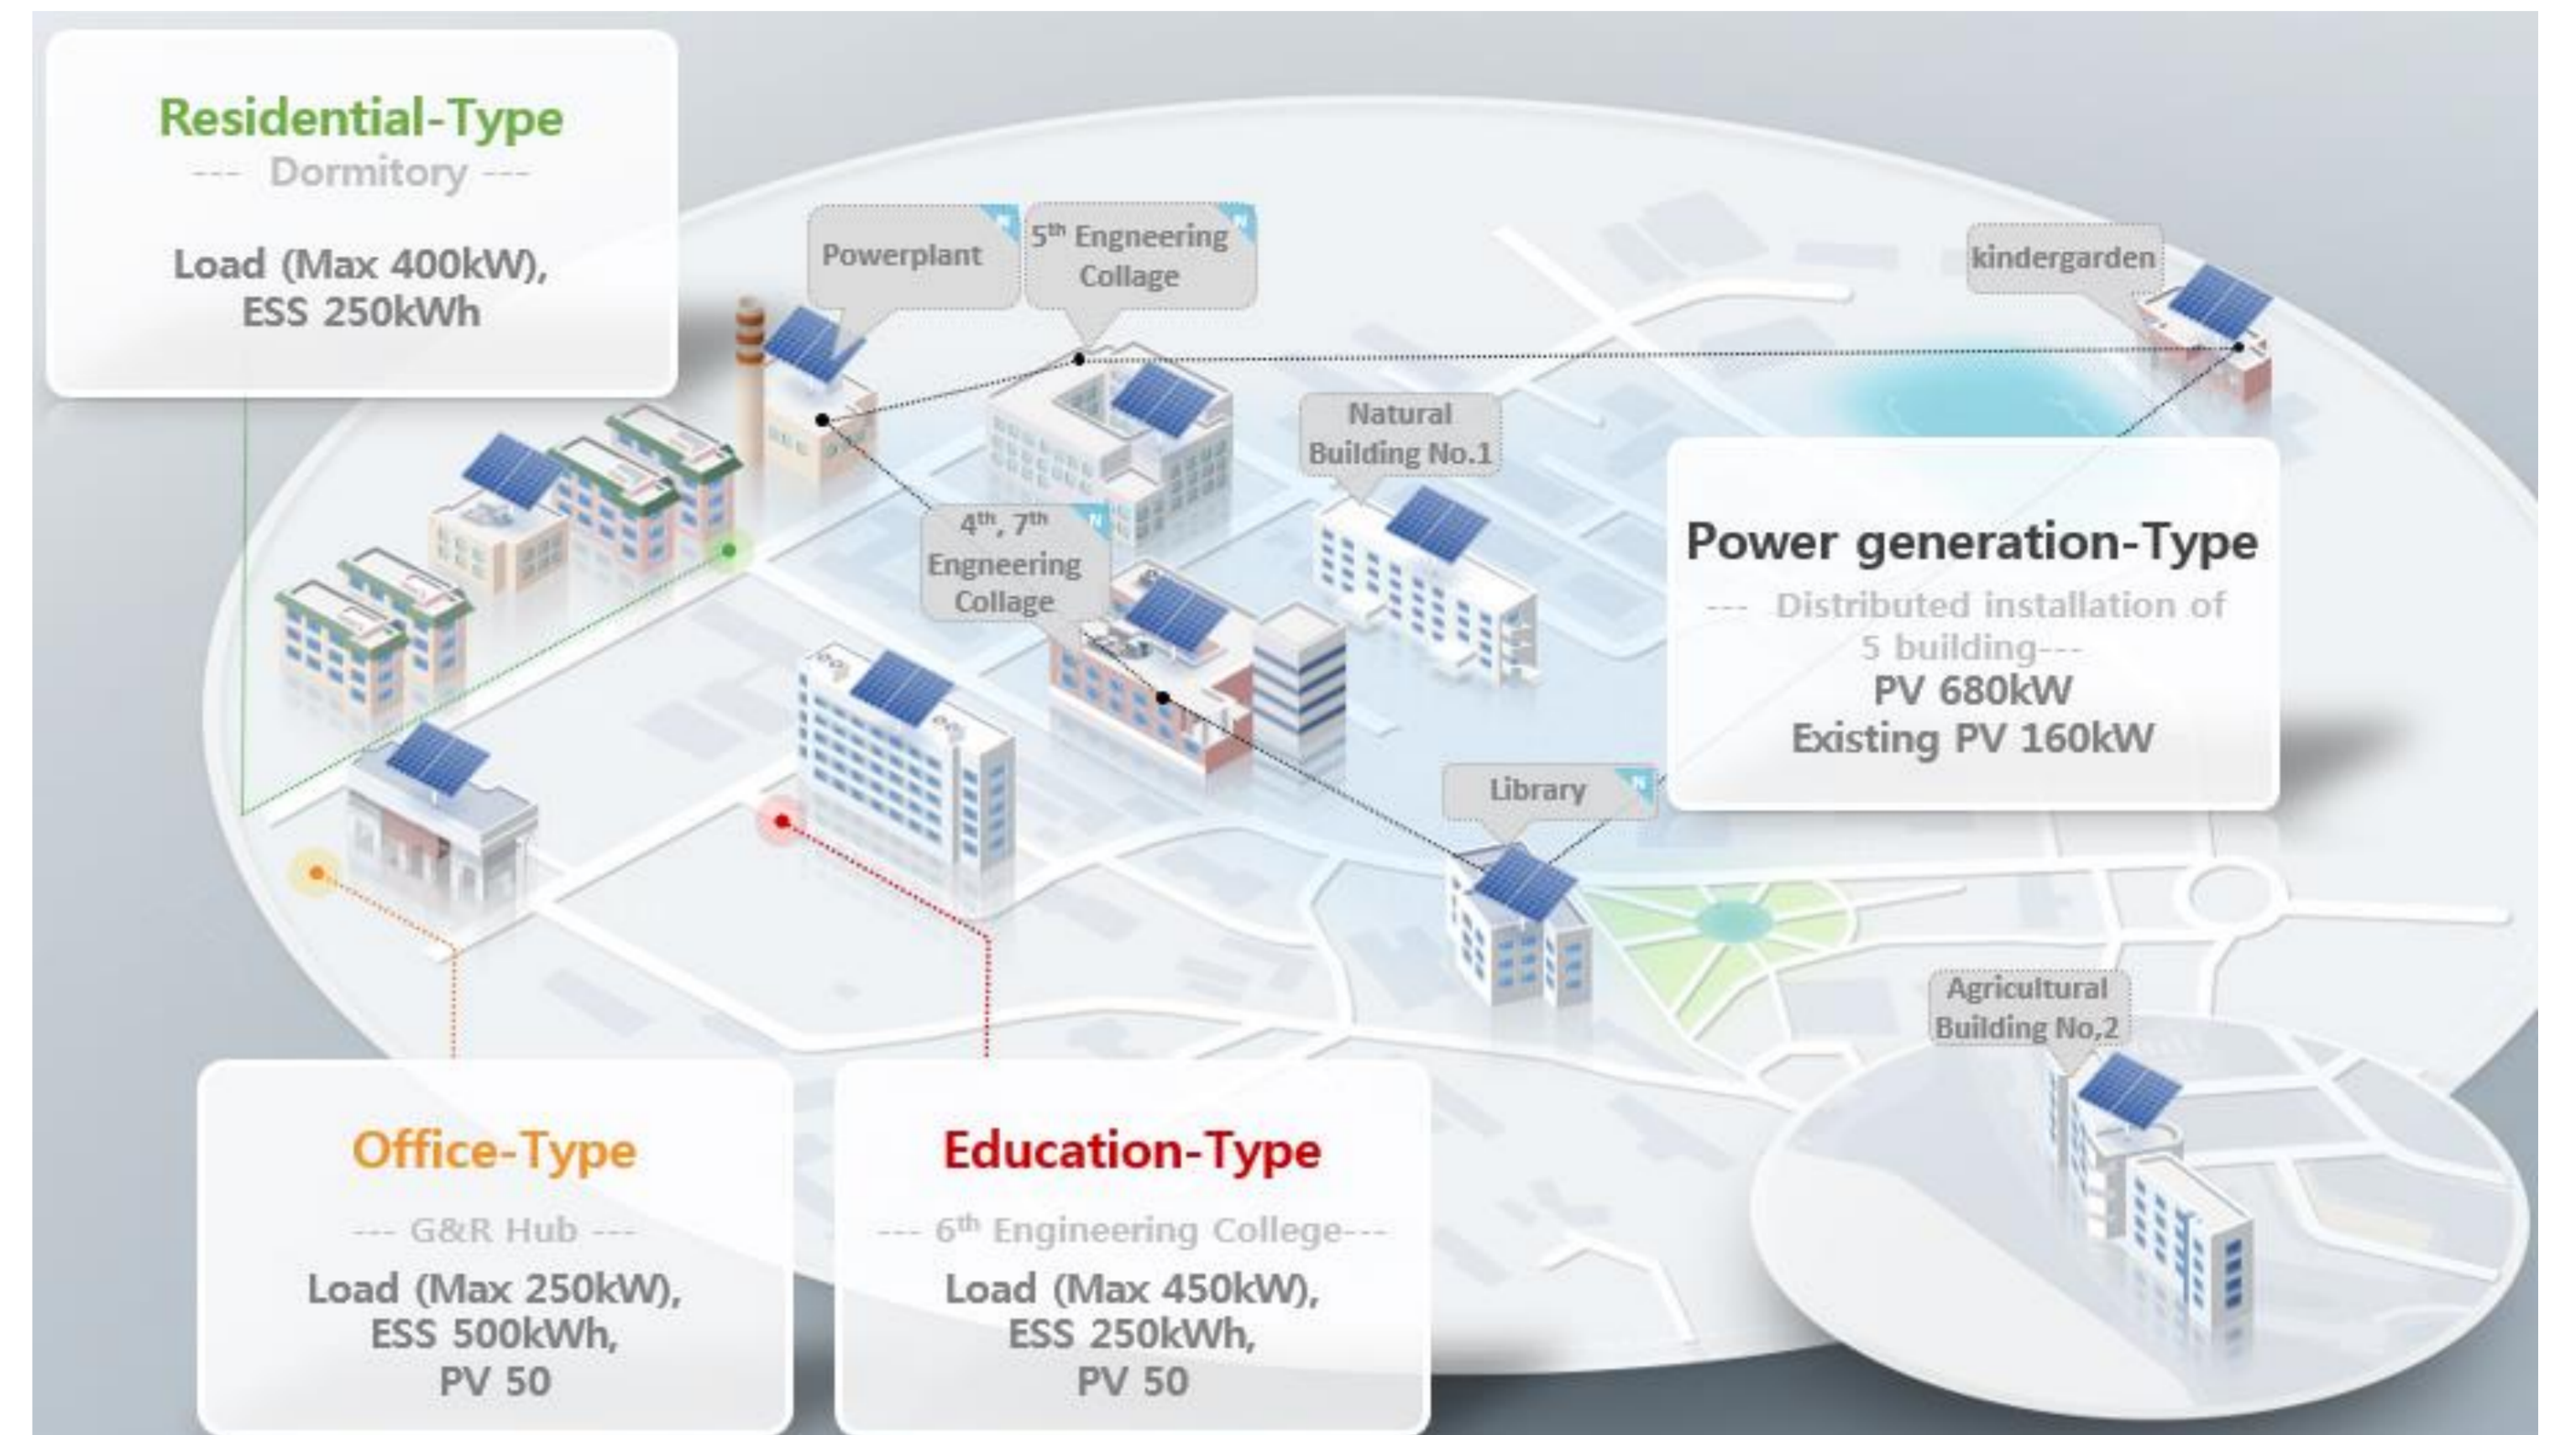 Residential-Type
--- Dormitory ---
Load (Max 400kW),
ESS 250kWh
Powerplant
N
5th Engneering
Collage
N
kindergarden
Natural
Building No.1
4th, 7th
Engneering
Collage
N
Power generation-Type
--- Distributed installation of
5 building---
PV 680kW
Existing PV 160kW
Library
N
Agricultural
Building No,2
Office-Type
--- G&R Hub ---
Load (Max 250kW),
ESS 500kWh,
PV 50
Education-Type
--- 6th Engineering College---
Load (Max 450kW),
ESS 250kWh,
PV 50